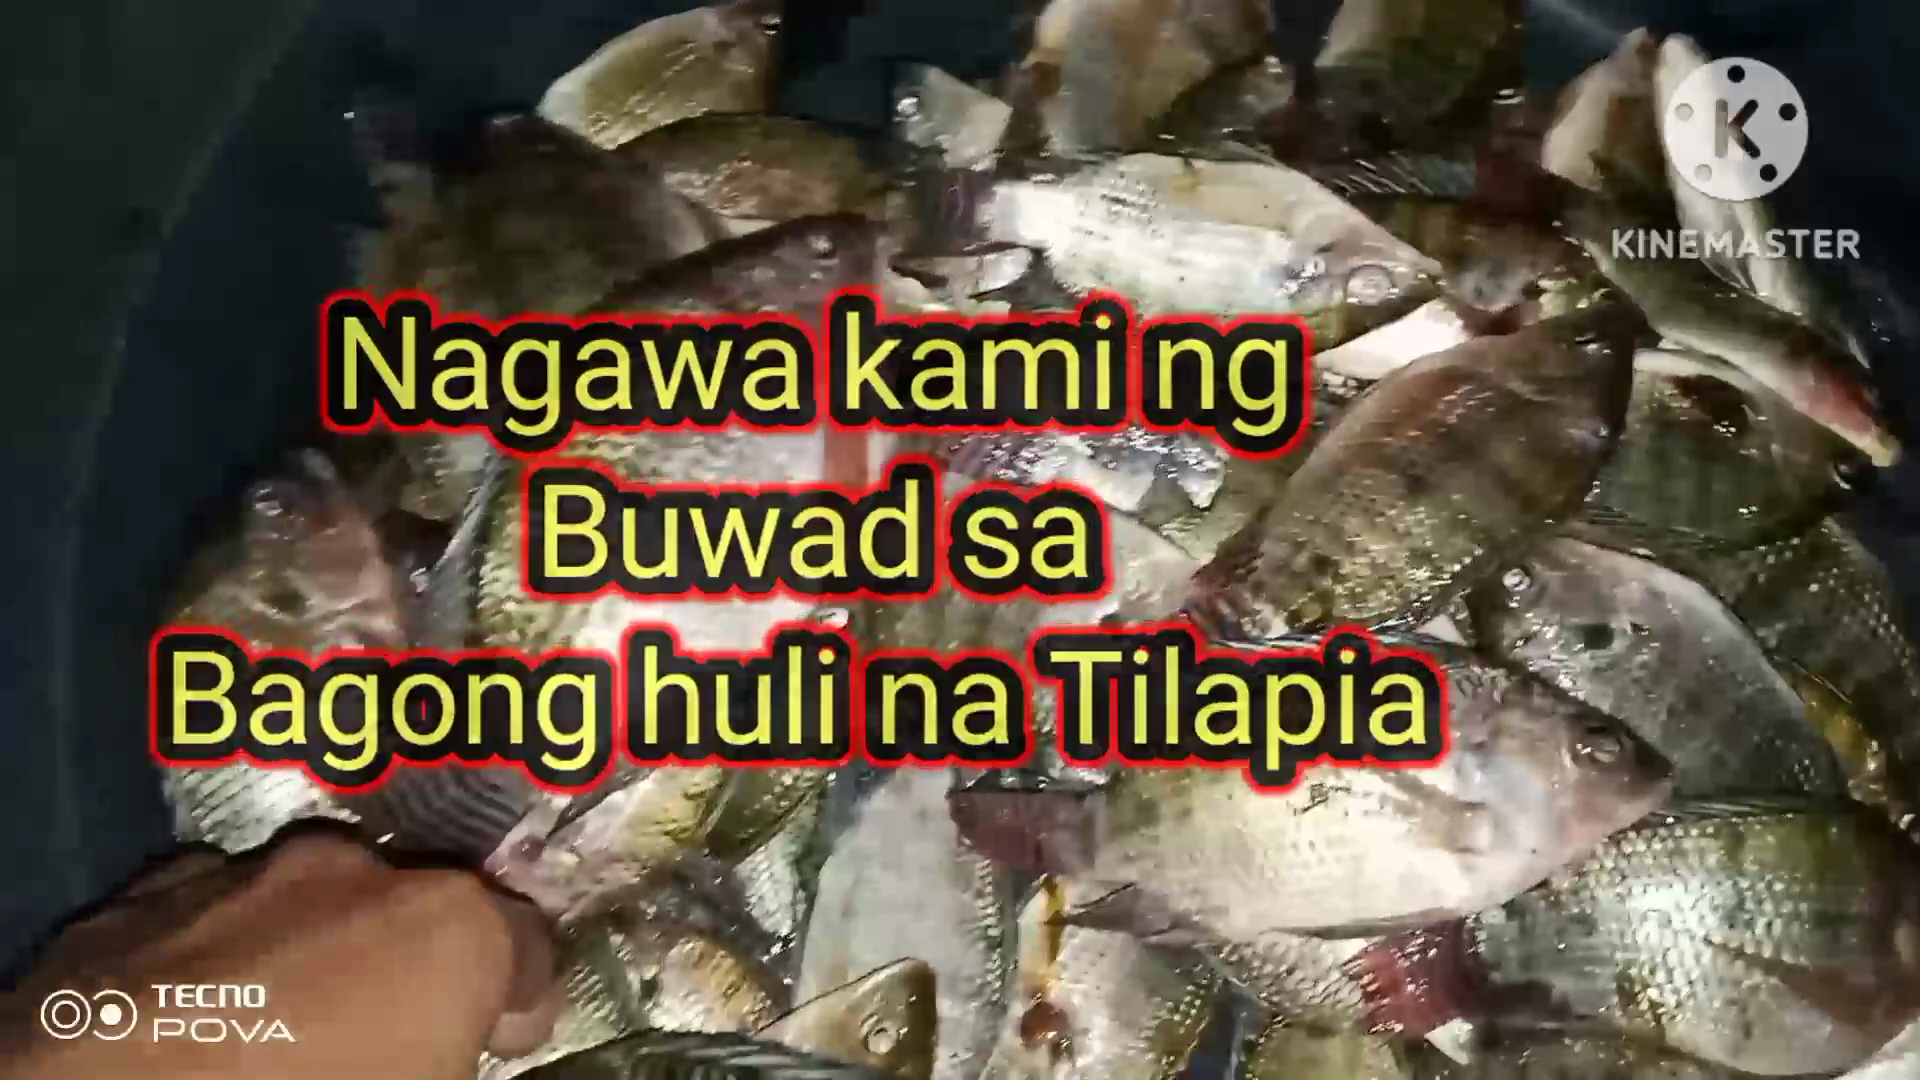 KINEMASTER
Nagawa kami ng
Buwad sa
Bagong huli na Tilapia
TECNO
POVA